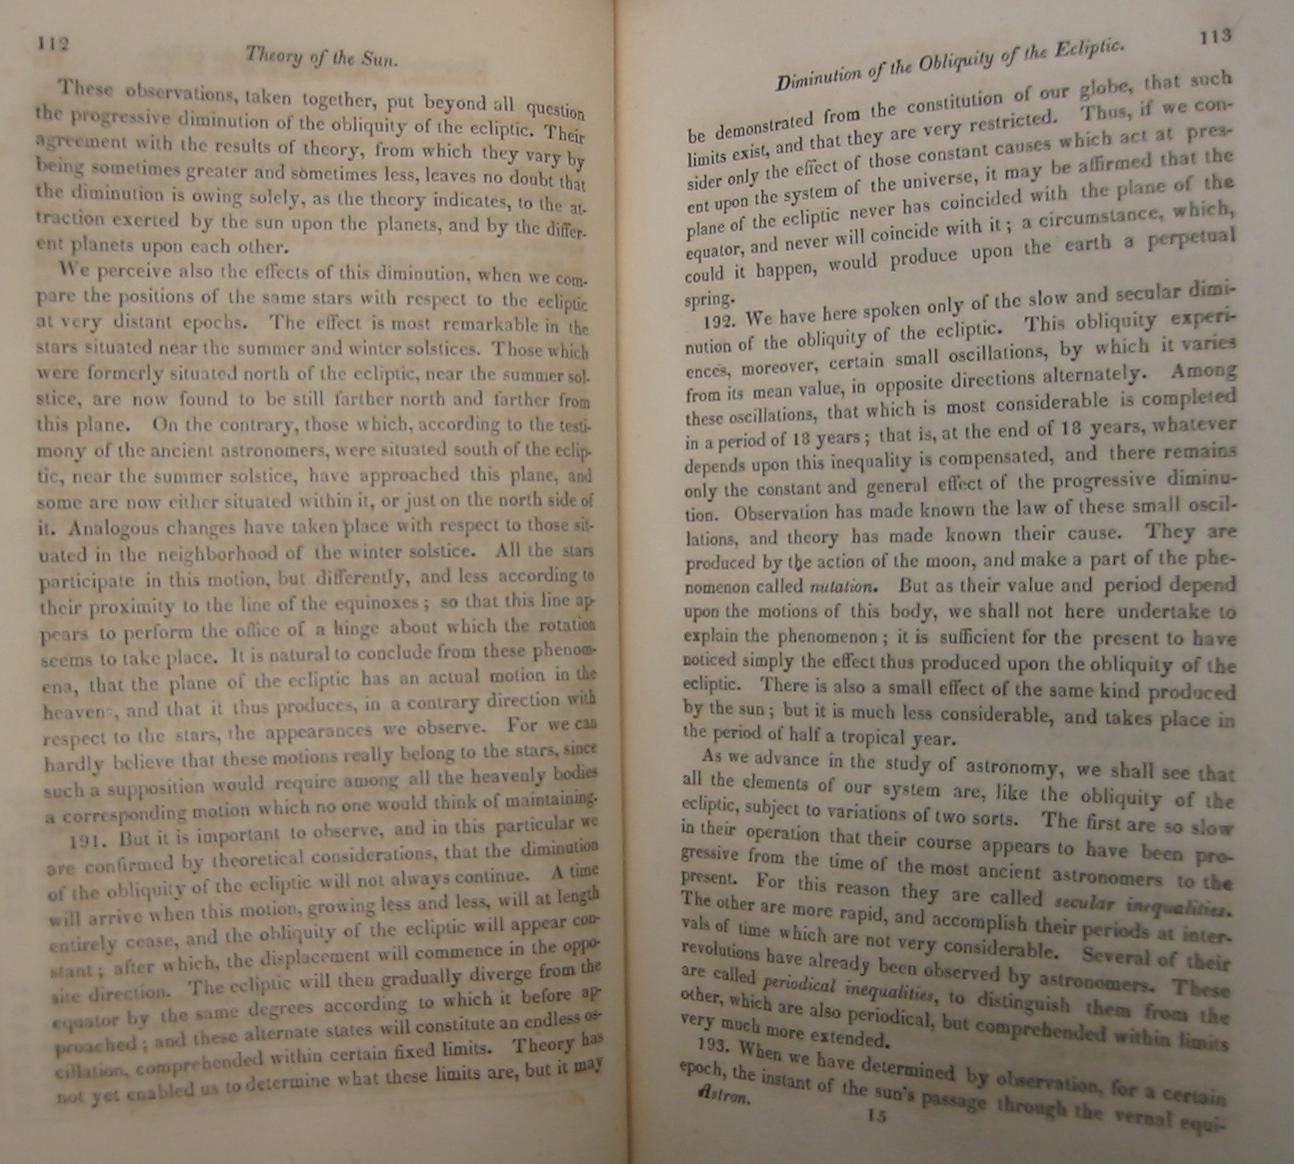 112
Theory of the Sun.
These observations, taken together, put beyond all question
the progressive diminution of the obliquity of the ecliptic. Their
agreement with the results of theory, from which they vary by
being sometimes greater and sometimes less, leaves no doubt that
the diminution is owing solely, as the theory indicates, to the at-
traction exerted by the sun upon the planets, and by the differ-
ent planets upon each other.
We perceive also the effects of this diminution, when we com-
pare the positions of the same stars with respect to the ecliptic
at very distant epochs. The effect is most remarkable in the
stars situated near the summer and winter solstices. Those which
were formerly situated north of the ecliptic, near the summer sol-
stice, are now found to be still farther north and farther from
this plane. On the contrary, those which, according to the testi-
mony of the ancient astronomers, were situated south of the eclip-
tic, near the summer solstice, have approached this plane, and
some are now either situated within it, or just on the north side of
it. Analogous changes have taken place with respect to those sit-
uated in the neighborhood of the winter solstice. All the stars
participate in this motion, but differently, and less according to
their proximity to the line of the equinoxes; so that this line ap-
pears to perform the office of a hinge about which the rotation
seems to take place. It is natural to conclude from these phenom-
ena, that the plane of the ecliptic has an actual motion in the
heavens, and that it thus produces, in a contrary direction with
respect to the stars, the appearances we observe. For we can
hardly believe that these motions really belong to the stars, since
such a supposition would require among all the heavenly bodies
a corresponding motion which no one would think of maintaining.
191. But it is important to observe, and in this particular we
are confirmed by theoretical considerations, that the diminution
of the obliquity of the ecliptic will not always continue. A time
will arrive when this motion, growing less and less, will at length
entirely cease, and the obliquity of the ecliptic will appear con-
stant; after which, the displacement will commence in the oppo-
site direction. The ecliptic will then gradually diverge from the
equator by the same degrees according to which it before ap-
proached; and these alternate states will constitute an endless os-
cillation, comprehended within certain fixed limits. Theory has
not yet enabled us to determine what these limits are, but it may
Diminution of the Obliquity of the Ecliptic.
113
be demonstrated from the constitution of our globe, that such
limits exist, and that they are very restricted. Thus, if we con-
sider only the effect of those constant causes which act at pres-
ent upon the system of the universe, it may be affirmed that the
plane of the ecliptic never has coincided with the plane of the
equator, and never will coincide with it; a circumstance, which,
could it happen, would produce upon the earth a perpetual
spring.
192. We have here spoken only of the slow and secular dimi-
nution of the obliquity of the ecliptic. This obliquity experi-
ences, moreover, certain small oscillations, by which it varies
from its mean value, in opposite directions alternately. Among
these oscillations, that which is most considerable is completed
in a period of 18 years; that is, at the end of 18 years, whatever
depends upon this inequality is compensated, and there remains
only the constant and general effect of the progressive diminu-
tion. Observation has made known the law of these small oscil-
lations, and theory has made known their cause. They are
produced by the action of the moon, and make a part of the phe-
nomenon called nutation. But as their value and period depend
upon the motions of this body, we shall not here undertake to
explain the phenomenon; it is sufficient for the present to have
noticed simply the effect thus produced upon the obliquity of the
ecliptic. There is also a small effect of the same kind produced
by the sun; but it is much less considerable, and takes place in
the period of half a tropical year.
As we advance in the study of astronomy, we shall see that
all the elements of our system are, like the obliquity of the
ecliptic, subject to variations of two sorts. The first are so slow
in their operation that their course appears to have been pro-
gressive from the time of the most ancient astronomers to the
present. For this reason they are called secular inequalities.
The other are more rapid, and accomplish their periods at inter-
vals of time which are not very considerable. Several of their
revolutions have already been observed by astronomers. These
are called periodical inequalities, to distinguish them from the
other, which are also periodical, but comprehended within limits
very much more extended.
193. When we have determined by observation, for a certain
epoch, the instant of the sun's passage through the vernal equi-
Astron.
15